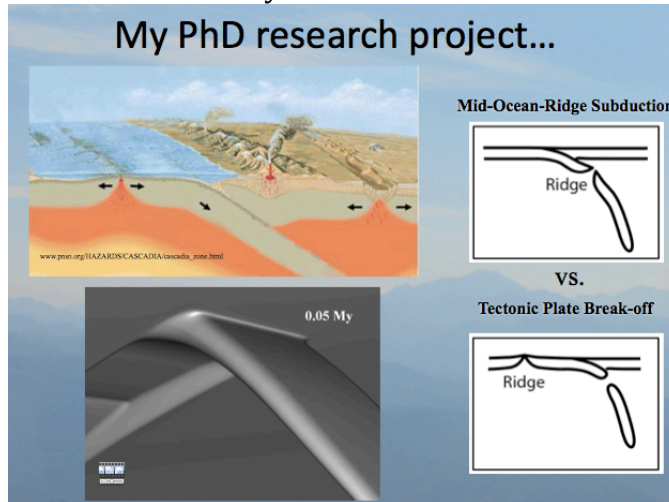 My PhD research project…
Mid-Ocean-Ridge Subduction
Ridge
www.pnsn.org/HAZARDS/CASCADIA/cascadia_zone.html
VS.
0.05 My
Tectonic Plate Break-off
Ridge